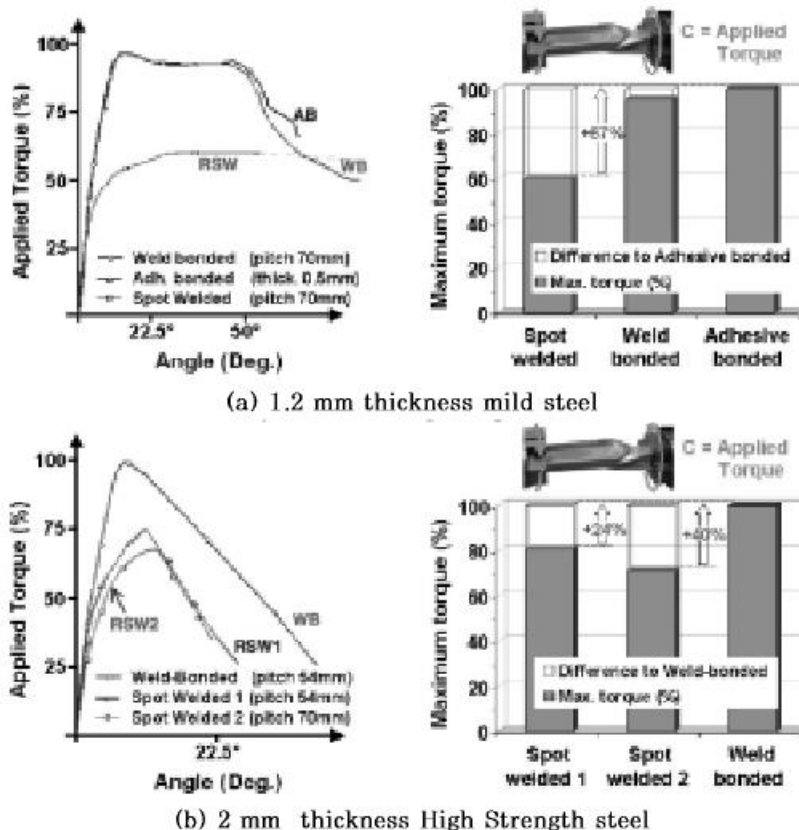 100
75
50
25
Applied Torque (%)
RSW
AB
WB
Weld bonded (pitch 70mm)
Adh. bonded (thick. 0.5mm)
Spot Welded (pitch 70mm)
22.5° 50°
Angle (Deg.)
C = Applied
Torque
Maximum torque (%)
100
80
60
40
20
0
+67%
Difference to Adhesive bonded
Max. torque (%)
Spot
welded
Weld
bonded
Adhesive
bonded
(a) 1.2 mm thickness mild steel
100
75
50
25
Applied Torque (%)
RSW2
RSW1
WB
Weld-Bonded (pitch 54mm)
Spot Welded 1 (pitch 54mm)
Spot Welded 2 (pitch 70mm)
22.5°
Angle (Deg.)
C = Applied
Torque
Maximum torque (%)
100
80
60
40
20
0
+24%
+40%
Difference to Weld-bonded
Max. torque (%)
Spot
welded 1
Spot
welded 2
Weld
bonded
(b) 2 mm thickness High Strength steel